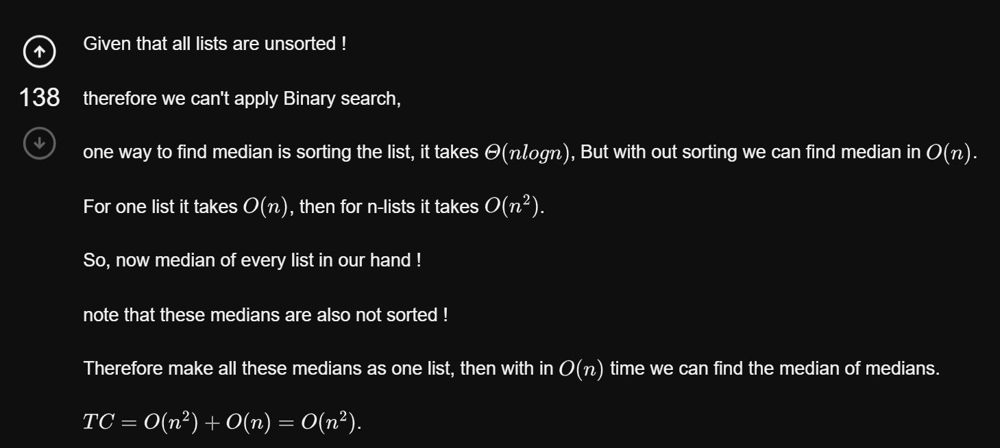 Given that all lists are unsorted !
138
therefore we can't apply Binary search,
one way to find median is sorting the list, it takes Θ(nlogn), But with out sorting we can find median in O(n).
For one list it takes O(n), then for n-lists it takes O(n²).
So, now median of every list in our hand !
note that these medians are also not sorted !
Therefore make all these medians as one list, then with in O(n) time we can find the median of medians.
TC = O(n²) + O(n) = O(n²).